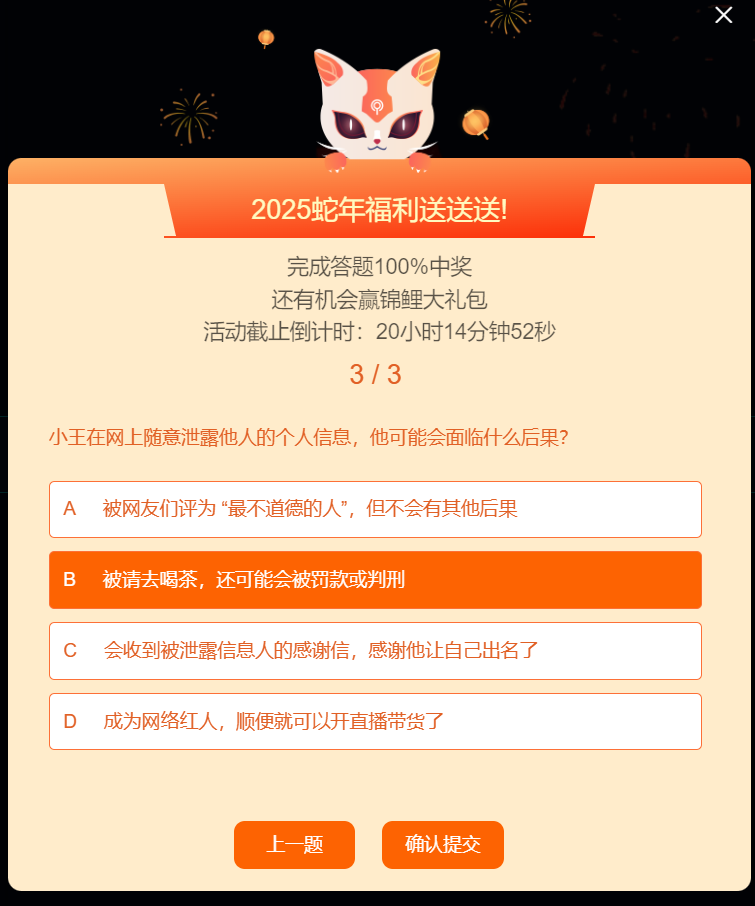 2025蛇年福利送送送!
完成答题100%中奖
还有机会赢锦鲤大礼包
活动截止倒计时：20小时14分钟52秒
3 / 3
小王在网上随意泄露他人的个人信息，他可能会面临什么后果?
A 被网友们评为 “最不道德的人”，但不会有其他后果
B 被请去喝茶，还可能会被罚款或判刑
C 会收到被泄露信息人的感谢信，感谢他让自己出名了
D 成为网络红人，顺便就可以开直播带货了
上一题 确认提交